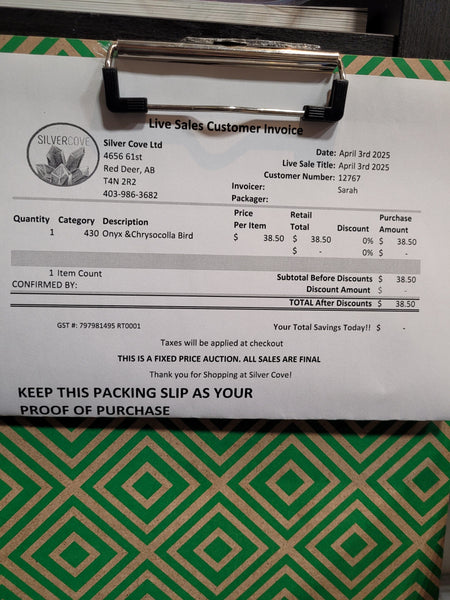 Live Sales Customer Invoice
SILVERCOVE
Silver Cove Ltd
4656 61st
Red Deer, AB
T4N 2R2
403-986-3682
Date: April 3rd 2025
Live Sale Title: April 3rd 2025
Customer Number: 12767
Invoicer: Sarah
Packager:
Quantity Category Description Price Per Item Retail Total Discount Purchase Amount
1 430 Onyx &Chrysocolla Bird $ 38.50 $ 38.50 0% $ 38.50
$ $ - 0% $ -
1 Item Count
Subtotal Before Discounts $ 38.50
CONFIRMED BY:
Discount Amount $ -
TOTAL After Discounts $ 38.50
GST #: 797981495 RT0001
Your Total Savings Today!! $ -
Taxes will be applied at checkout
THIS IS A FIXED PRICE AUCTION. ALL SALES ARE FINAL
Thank you for Shopping at Silver Cove!
KEEP THIS PACKING SLIP AS YOUR
PROOF OF PURCHASE